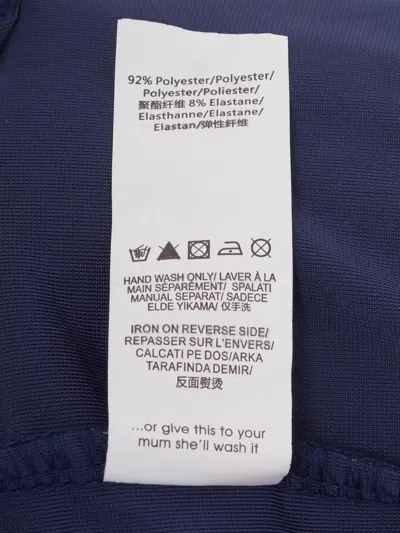 92% Polyester/Polyester/
Polyester/Poliester/
聚酯纤维 8% Elastane/
Elasthanne/Elastane/
Elastan/弹性纤维
HAND WASH ONLY/ LAVER À LA
MAIN SÉPARÉMENT/ SPALATI
MANUAL SEPARAT/ SADECE
ELDE YIKAMA/ 仅手洗
IRON ON REVERSE SIDE/
REPASSER SUR L'ENVERS/
CALCATI PE DOS/ARKA
TARAFINDA DEMIR/
反面熨烫
...or give this to your
mum she'll wash it